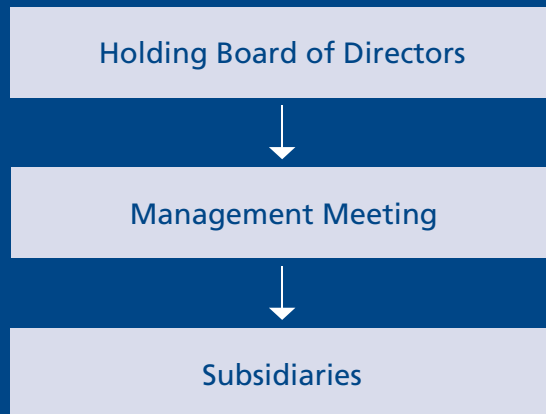 Holding Board of Directors
Management Meeting
Subsidiaries